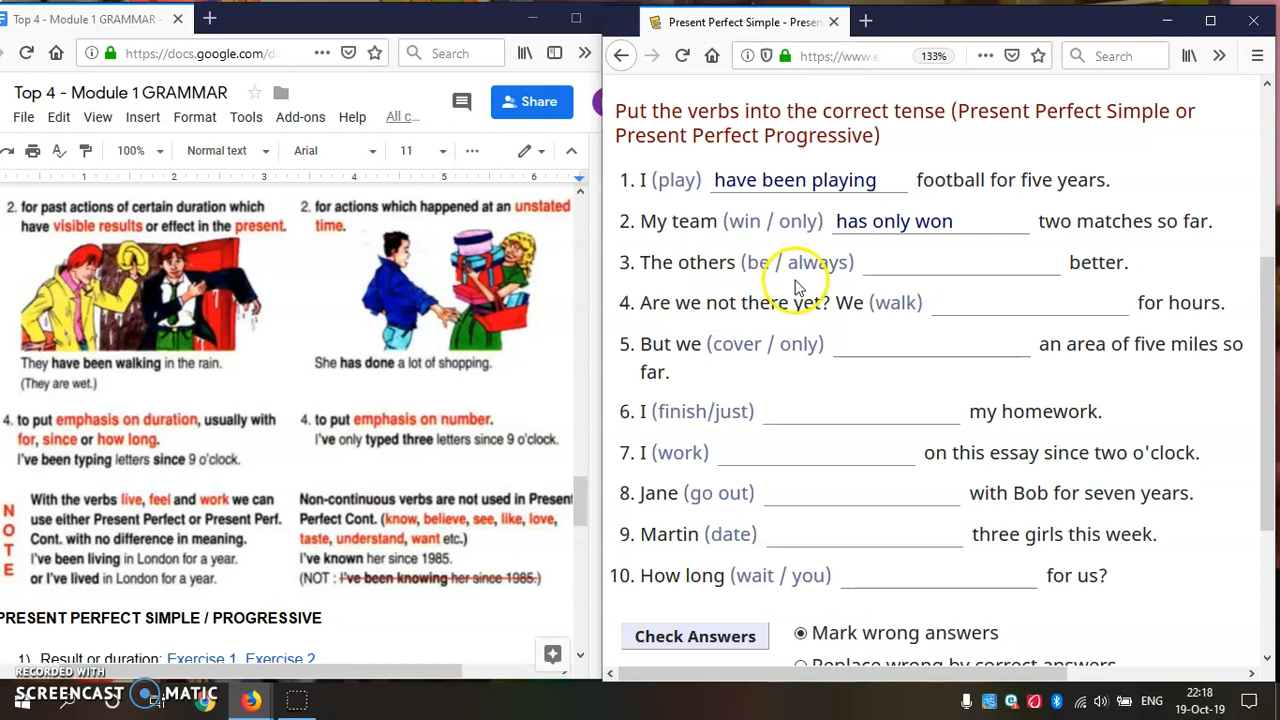 Top 4 - Module 1 GRAMMAR -
https://docs.google.com/d
Search
Top 4 - Module 1 GRAMMAR
Share
File Edit View Insert Format Tools Add-ons Help All c...
100% Normal text Arial 11
1 2 3 4 5 6
2. for past actions of certain duration which
have visible results or effect in the present.
They have been walking in the rain.
(They are wet.)
2. for actions which happened at an unstated
time.
She has done a lot of shopping.
4. to put emphasis on duration, usually with
for, since or how long.
I've been typing letters since 9 o'clock.
4. to put emphasis on number.
I've only typed three letters since 9 o'clock.
NOTE
With the verbs live, feel and work we can
use either Present Perfect or Present Perf.
Cont. with no difference in meaning.
I've been living in London for a year.
or I've lived in London for a year.
Non-continuous verbs are not used in Present
Perfect Cont. (know, believe, see, like, love,
taste, understand, want etc.)
I've known her since 1985.
(NOT : I've been knowing her since 1985.)
PRESENT PERFECT SIMPLE / PROGRESSIVE
1) Result or duration: Exercise 1, Exercise 2
Present Perfect Simple - Presen
https://www.e
133%
Search
Put the verbs into the correct tense (Present Perfect Simple or
Present Perfect Progressive)
1. I (play) have been playing football for five years.
2. My team (win / only) has only won two matches so far.
3. The others (be / always) better.
4. Are we not there yet? We (walk) for hours.
5. But we (cover / only) an area of five miles so
far.
6. I (finish/just) my homework.
7. I (work) on this essay since two o'clock.
8. Jane (go out) with Bob for seven years.
9. Martin (date) three girls this week.
10. How long (wait / you) for us?
Check Answers
Mark wrong answers
Replace wrong by correct answers
RECORDED WITH
SCREENCAST MATIC
ENG
22:18
19-Oct-19